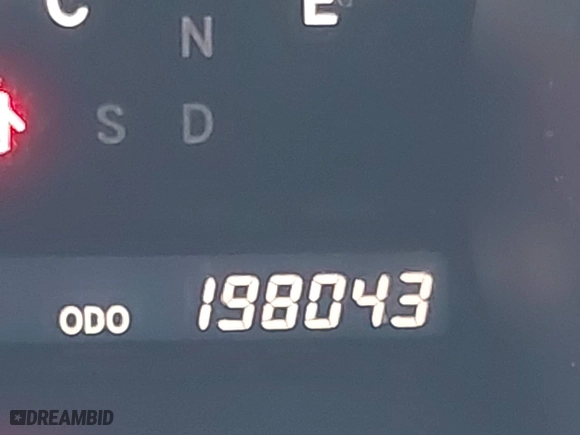 C E
N
S D
ODO 198043
DREAMBID